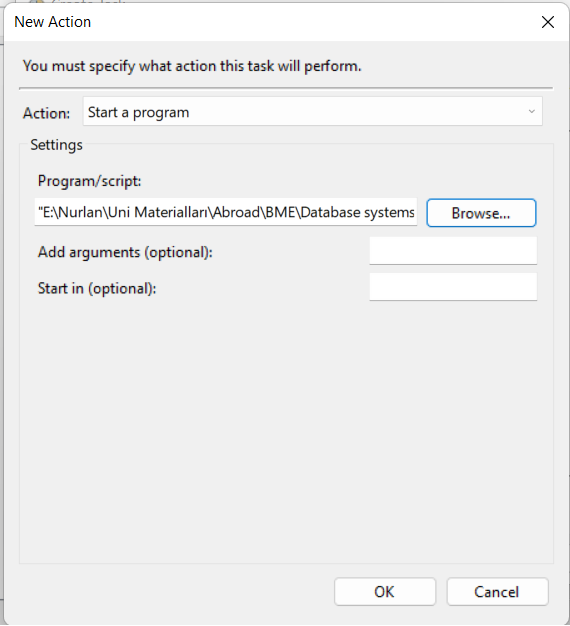 New Action
You must specify what action this task will perform.
Action: Start a program
Settings
Program/script:
"E:\Nurlan\Uni Materialları\Abroad\BME\Database systems Browse...
Add arguments (optional):
Start in (optional):
OK Cancel